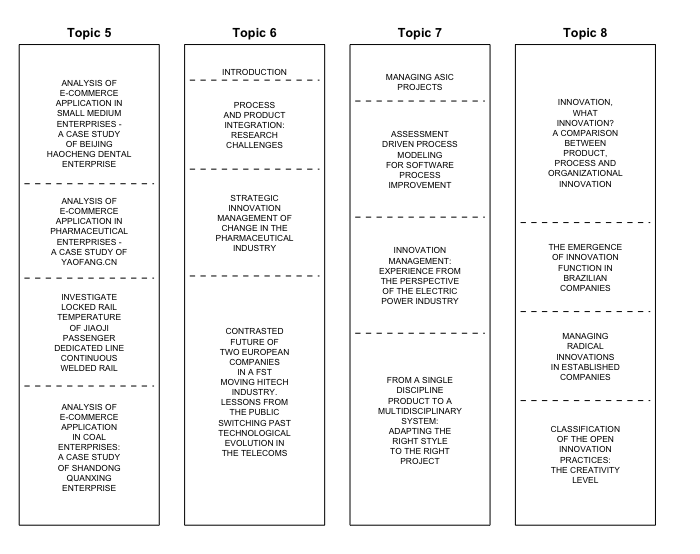 Topic 5
ANALYSIS OF
E-COMMERCE
APPLICATION IN
SMALL MEDIUM
ENTERPRISES -
A CASE STUDY
OF BEIJING
HAOCHENG DENTAL
ENTERPRISE
ANALYSIS OF
E-COMMERCE
APPLICATION IN
PHARMACEUTICAL
ENTERPRISES -
A CASE STUDY OF
YAOFANG.CN
INVESTIGATE
LOCKED RAIL
TEMPERATURE
OF JIAOJI
PASSENGER
DEDICATED LINE
CONTINUOUS
WELDED RAIL
ANALYSIS OF
E-COMMERCE
APPLICATION
IN COAL
ENTERPRISES:
A CASE STUDY
OF SHANDONG
QUANXING
ENTERPRISE
Topic 6
INTRODUCTION
PROCESS
AND PRODUCT
INTEGRATION:
RESEARCH
CHALLENGES
STRATEGIC
INNOVATION
MANAGEMENT OF
CHANGE IN THE
PHARMACEUTICAL
INDUSTRY
CONTRASTED
FUTURE OF
TWO EUROPEAN
COMPANIES
IN A FST
MOVING HITECH
INDUSTRY.
LESSONS FROM
THE PUBLIC
SWITCHING PAST
TECHNOLOGICAL
EVOLUTION IN
THE TELECOMS
Topic 7
MANAGING ASIC
PROJECTS
ASSESSMENT
DRIVEN PROCESS
MODELING
FOR SOFTWARE
PROCESS
IMPROVEMENT
INNOVATION
MANAGEMENT:
EXPERIENCE FROM
THE PERSPECTIVE
OF THE ELECTRIC
POWER INDUSTRY
FROM A SINGLE
DISCIPLINE
PRODUCT TO A
MULTIDISCIPLINARY
SYSTEM:
ADAPTING THE
RIGHT STYLE
TO THE RIGHT
PROJECT
Topic 8
INNOVATION,
WHAT
INNOVATION?
A COMPARISON
BETWEEN
PRODUCT,
PROCESS AND
ORGANIZATIONAL
INNOVATION
THE EMERGENCE
OF INNOVATION
FUNCTION IN
BRAZILIAN
COMPANIES
MANAGING
RADICAL
INNOVATIONS
IN ESTABLISHED
COMPANIES
CLASSIFICATION
OF THE OPEN
INNOVATION
PRACTICES:
THE CREATIVITY
LEVEL